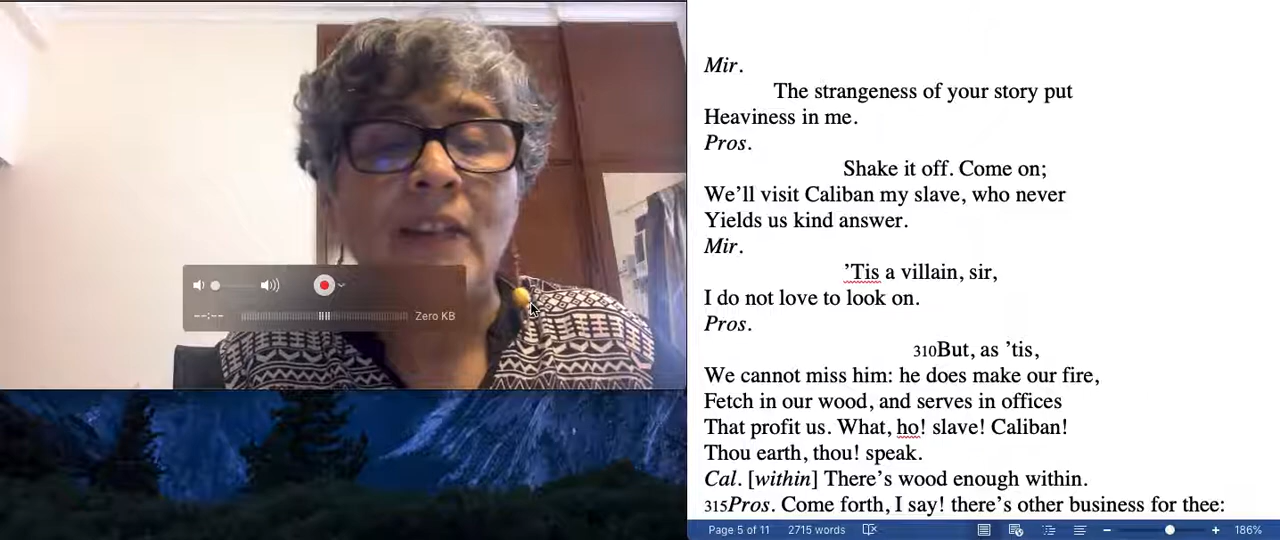 Mir.
The strangeness of your story put
Heaviness in me.
Pros.
Shake it off. Come on;
We’ll visit Caliban my slave, who never
Yields us kind answer.
Mir.
’Tis a villain, sir,
I do not love to look on.
Pros.
310But, as ’tis,
We cannot miss him: he does make our fire,
Fetch in our wood, and serves in offices
That profit us. What, ho! slave! Caliban!
Thou earth, thou! speak.
Cal. [within] There’s wood enough within.
315Pros. Come forth, I say! there’s other business for thee:
--:-- Zero KB
Page 5 of 11 2715 words 186%